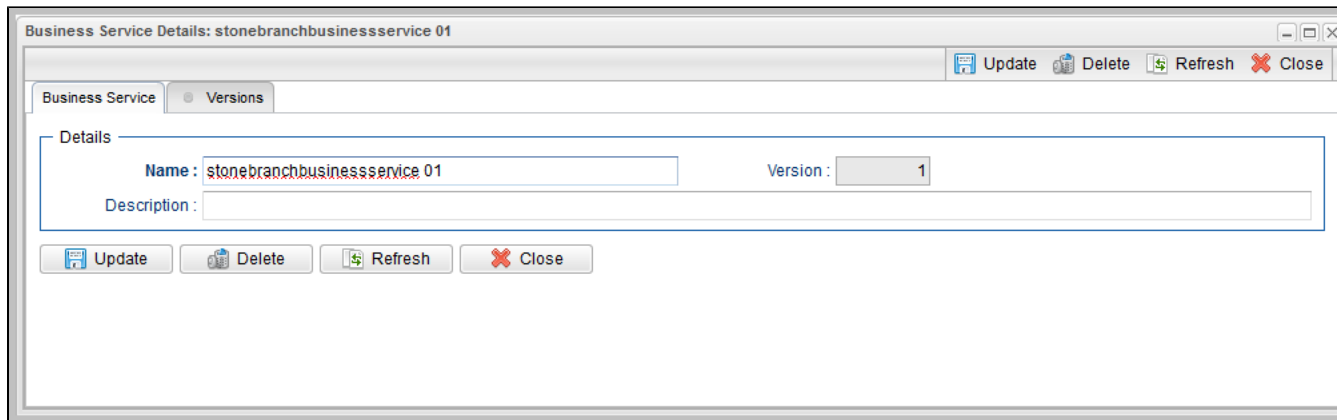 Business Service Details: stonebranchbusinessservice 01
Update Delete Refresh Close
Business Service Versions
Details
Name : stonebranchbusinessservice 01 Version : 1
Description :
Update Delete Refresh Close